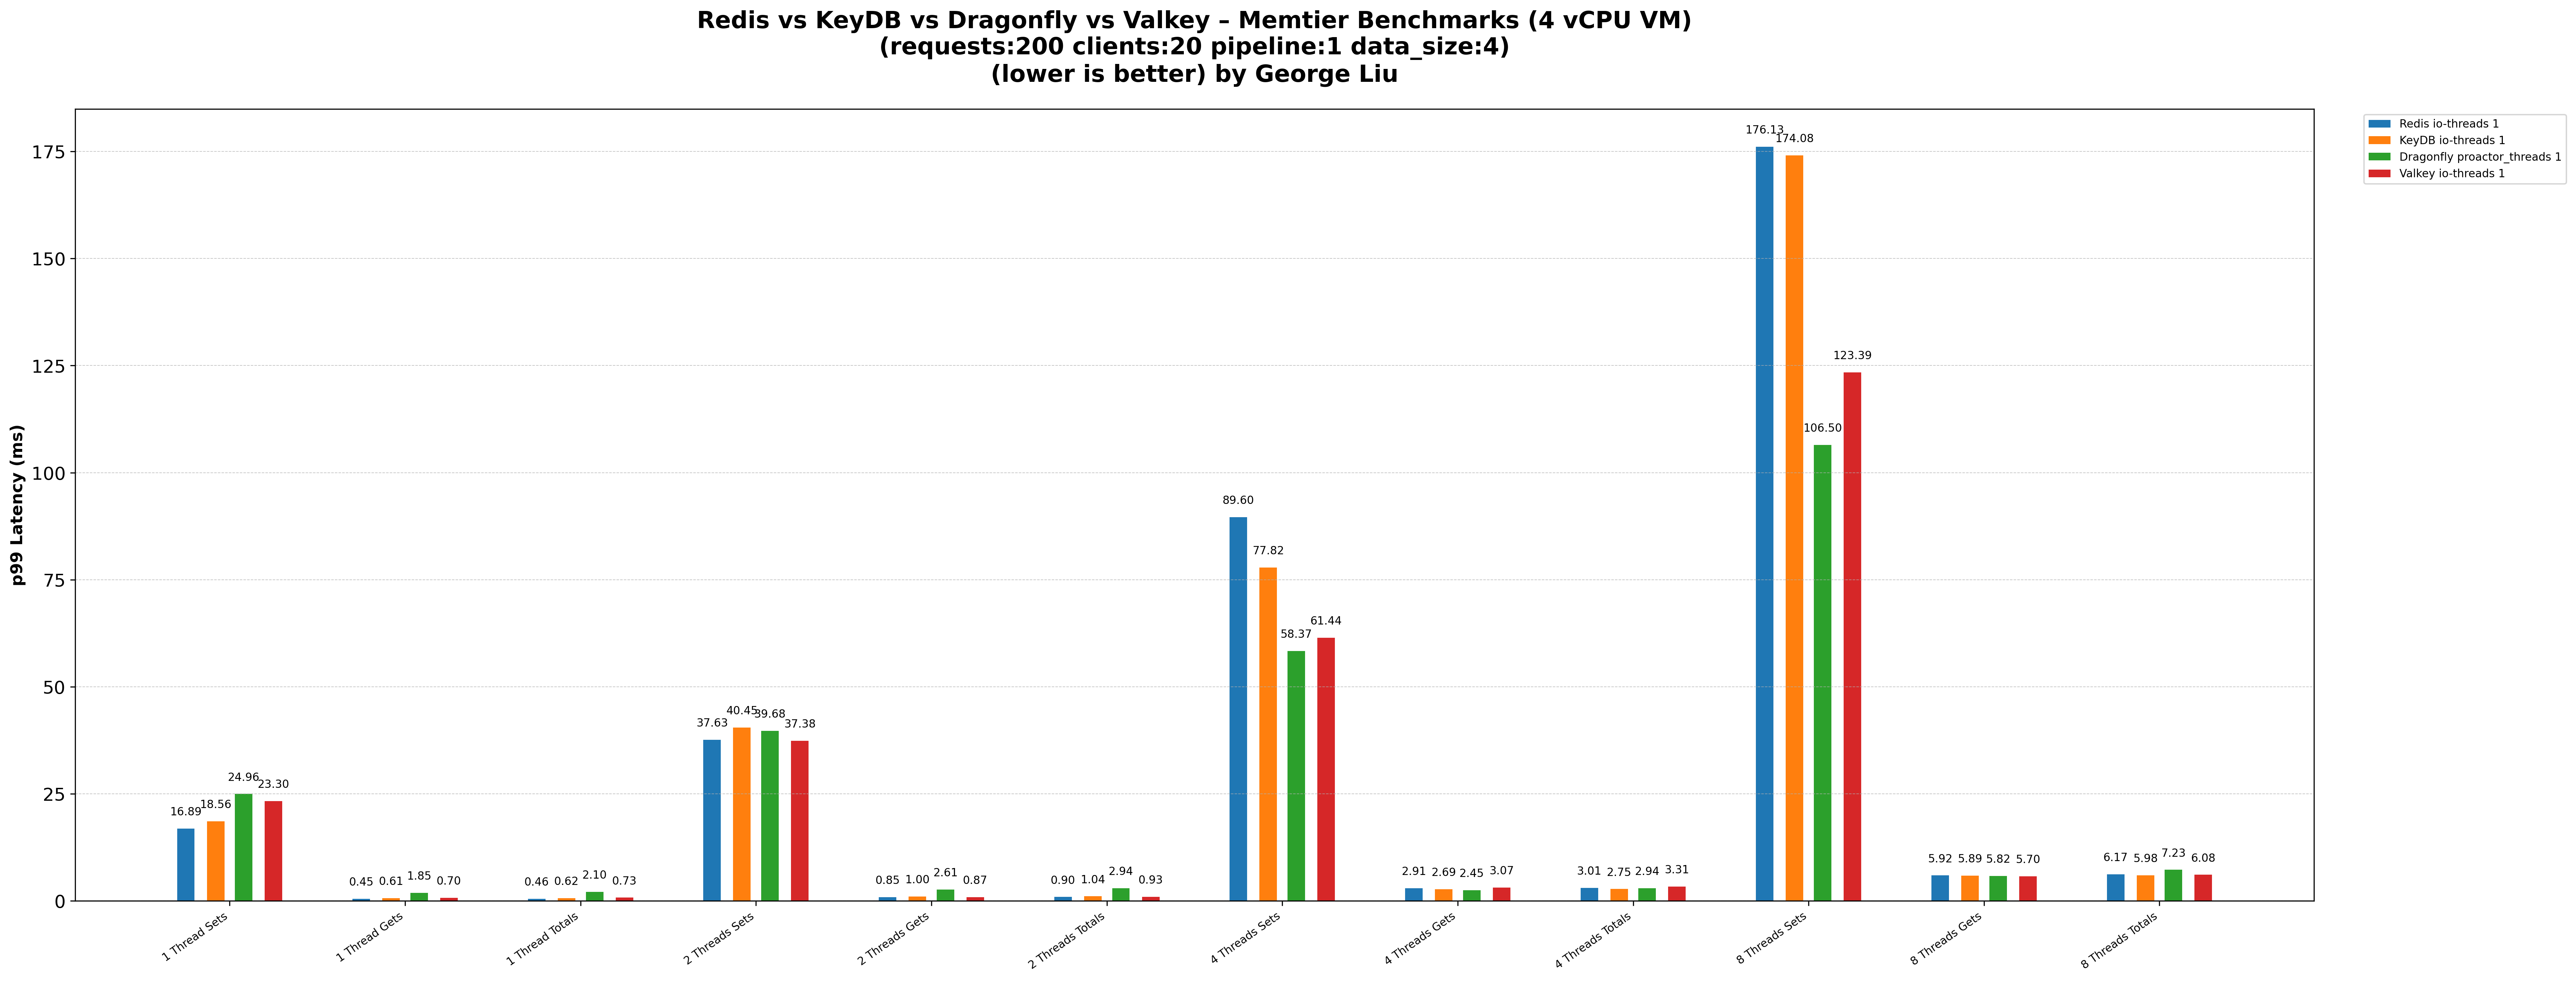 Redis vs KeyDB vs Dragonfly vs Valkey – Memtier Benchmarks (4 vCPU VM)
(requests:200 clients:20 pipeline:1 data_size:4)
(lower is better) by George Liu
Redis io-threads 1
KeyDB io-threads 1
Dragonfly proactor_threads 1
Valkey io-threads 1
p99 Latency (ms)
175
150
125
100
75
50
25
0
16.89 18.56 24.96 23.30
0.45 0.61 1.85 0.70
0.46 0.62 2.10 0.73
37.63 40.45 39.68 37.38
0.85 1.00 2.61 0.87
0.90 1.04 2.94 0.93
89.60 77.82 58.37 61.44
2.91 2.69 2.45 3.07
3.01 2.75 2.94 3.31
176.13 174.08 106.50 123.39
5.92 5.89 5.82 5.70
6.17 5.98 7.23 6.08
1 Thread Sets
1 Thread Gets
1 Thread Totals
2 Threads Sets
2 Threads Gets
2 Threads Totals
4 Threads Sets
4 Threads Gets
4 Threads Totals
8 Threads Sets
8 Threads Gets
8 Threads Totals